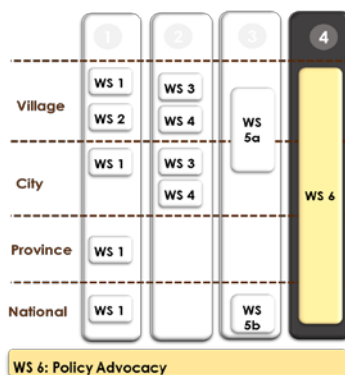 1 2 3 4
WS 1
WS 3
Village
WS 2
WS 4
WS
5a
WS 1
WS 3
City
WS 4
WS 6
Province
WS 1
National
WS 1
WS
5b
WS 6: Policy Advocacy